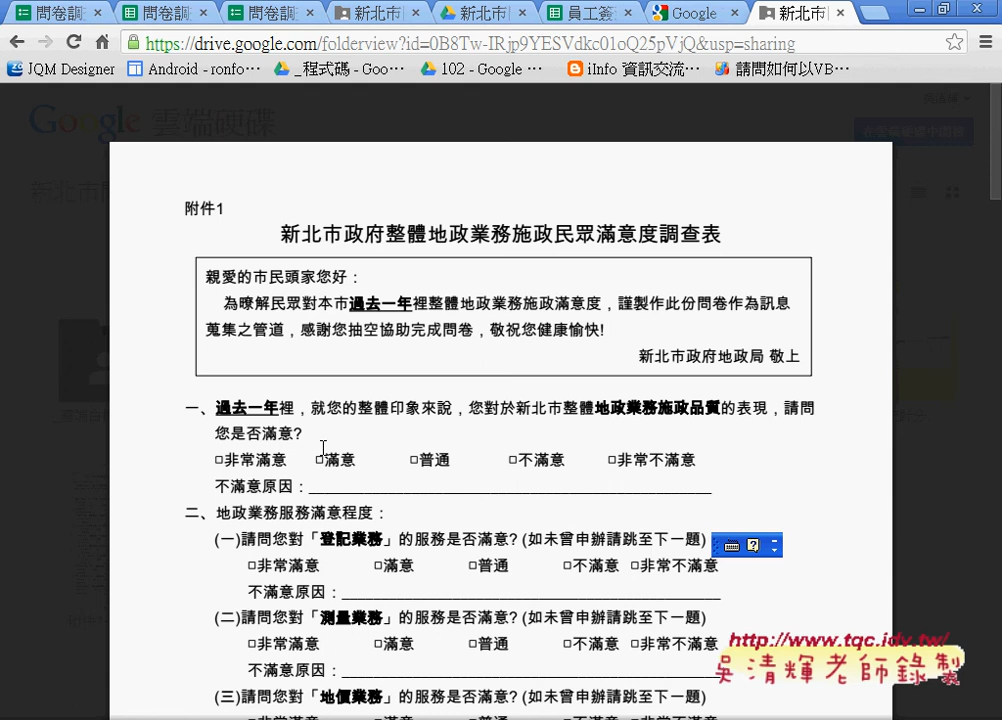 問卷調
問卷調
問卷調
新北市
新北市
員工簽
Google
新北市
https://drive.google.com/folderview?id=0B8Tw-IRjp9YESVdkc01oQ25pVjQ&usp=sharing
JQM Designer
Android - ronfo…
_程式碼 - Goo…
102 - Google …
iInfo 資訊交流…
請問如何以VB…
Google 雲端硬碟
附件1
新北市政府整體地政業務施政民眾滿意度調查表
親愛的市民頭家您好：
為暸解民眾對本市過去一年裡整體地政業務施政滿意度，謹製作此份問卷作為訊息
蒐集之管道，感謝您抽空協助完成問卷，敬祝您健康愉快!
新北市政府地政局 敬上
一、過去一年裡，就您的整體印象來說，您對於新北市整體地政業務施政品質的表現，請問
您是否滿意?
□非常滿意 □滿意 □普通 □不滿意 □非常不滿意
不滿意原因：
二、地政業務服務滿意程度：
(一)請問您對「登記業務」的服務是否滿意? (如未曾申辦請跳至下一題)
□非常滿意 □滿意 □普通 □不滿意 □非常不滿意
不滿意原因：
(二)請問您對「測量業務」的服務是否滿意? (如未曾申辦請跳至下一題)
□非常滿意 □滿意 □普通 □不滿意 □非常不滿意
不滿意原因：
http://www.tqc.idv.tw/
吳清輝老師錄製
(三)請問您對「地價業務」的服務是否滿意? (如未曾申辦請跳至下一題)